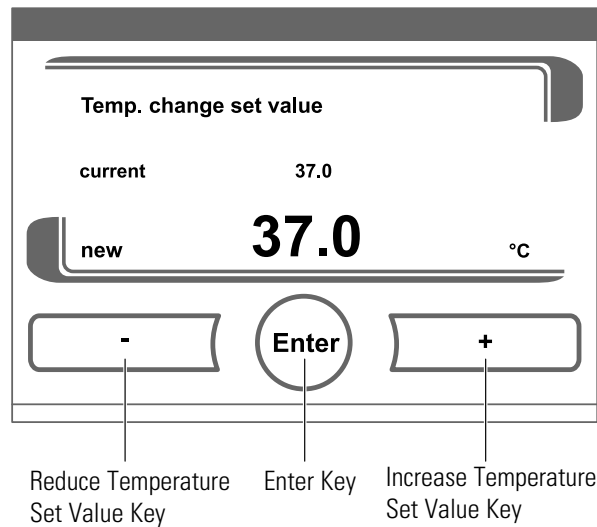 Temp. change set value
current 37.0
new 37.0 °C
- Enter +
Reduce Temperature Enter Key Increase Temperature
Set Value Key Set Value Key